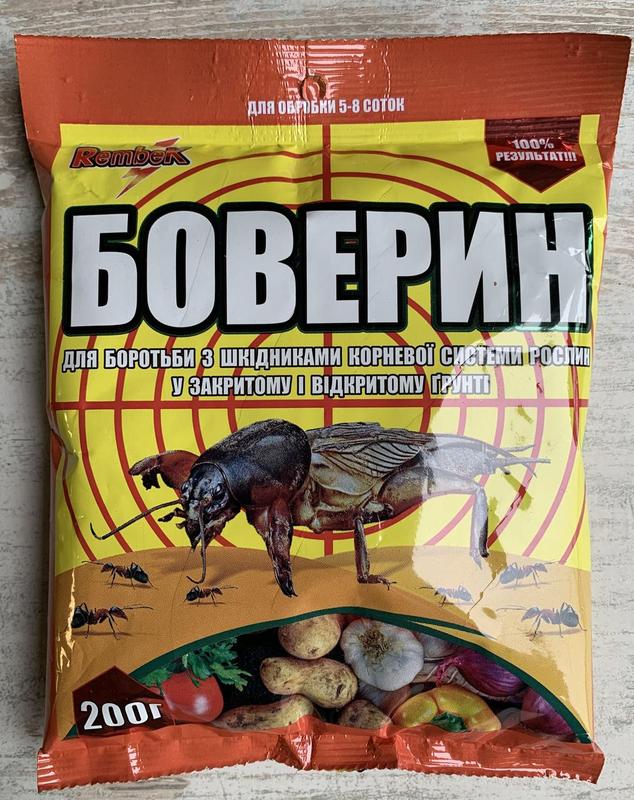 ДЛЯ ОБРОБКИ 5-8 СОТОК
Rembek
100%
РЕЗУЛЬТАТ!!!
БОВЕРИН
ДЛЯ БОРОТЬБИ З ШКІДНИКАМИ КОРНЕВОЇ СИСТЕМИ РОСЛИН
У ЗАКРИТОМУ І ВІДКРИТОМУ ҐРУНТІ
200г